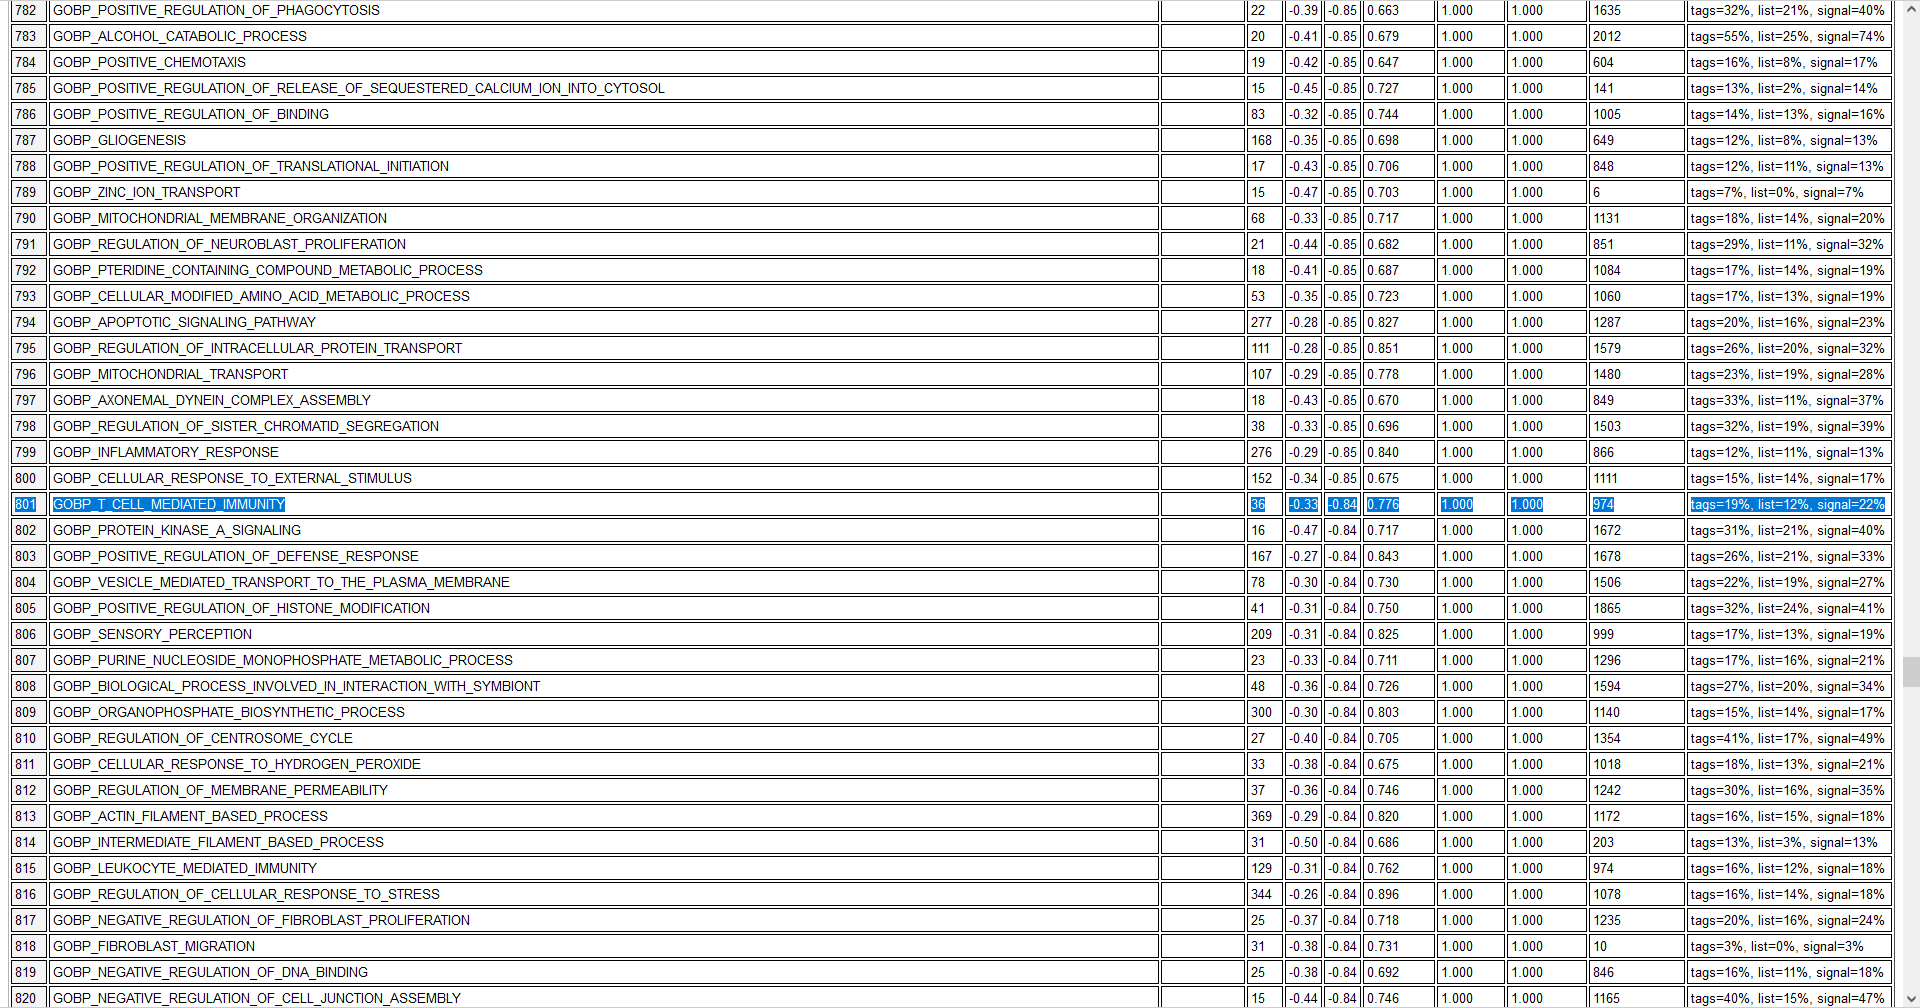 782 GOBP_POSITIVE_REGULATION_OF_PHAGOCYTOSIS 22 -0.39 -0.85 0.663 1.000 1.000 1635 tags=32%, list=21%, signal=40%
783 GOBP_ALCOHOL_CATABOLIC_PROCESS 20 -0.41 -0.85 0.679 1.000 1.000 2012 tags=55%, list=25%, signal=74%
784 GOBP_POSITIVE_CHEMOTAXIS 19 -0.42 -0.85 0.647 1.000 1.000 604 tags=16%, list=8%, signal=17%
785 GOBP_POSITIVE_REGULATION_OF_RELEASE_OF_SEQUESTERED_CALCIUM_ION_INTO_CYTOSOL 15 -0.45 -0.85 0.727 1.000 1.000 141 tags=13%, list=2%, signal=14%
786 GOBP_POSITIVE_REGULATION_OF_BINDING 83 -0.32 -0.85 0.744 1.000 1.000 1005 tags=14%, list=13%, signal=16%
787 GOBP_GLIOGENESIS 168 -0.35 -0.85 0.698 1.000 1.000 649 tags=12%, list=8%, signal=13%
788 GOBP_POSITIVE_REGULATION_OF_TRANSLATIONAL_INITIATION 17 -0.43 -0.85 0.706 1.000 1.000 848 tags=12%, list=11%, signal=13%
789 GOBP_ZINC_ION_TRANSPORT 15 -0.47 -0.85 0.703 1.000 1.000 6 tags=7%, list=0%, signal=7%
790 GOBP_MITOCHONDRIAL_MEMBRANE_ORGANIZATION 68 -0.33 -0.85 0.717 1.000 1.000 1131 tags=18%, list=14%, signal=20%
791 GOBP_REGULATION_OF_NEUROBLAST_PROLIFERATION 21 -0.44 -0.85 0.682 1.000 1.000 851 tags=29%, list=11%, signal=32%
792 GOBP_PTERIDINE_CONTAINING_COMPOUND_METABOLIC_PROCESS 18 -0.41 -0.85 0.687 1.000 1.000 1084 tags=17%, list=14%, signal=19%
793 GOBP_CELLULAR_MODIFIED_AMINO_ACID_METABOLIC_PROCESS 53 -0.35 -0.85 0.723 1.000 1.000 1060 tags=17%, list=13%, signal=19%
794 GOBP_APOPTOTIC_SIGNALING_PATHWAY 277 -0.28 -0.85 0.827 1.000 1.000 1287 tags=20%, list=16%, signal=23%
795 GOBP_REGULATION_OF_INTRACELLULAR_PROTEIN_TRANSPORT 111 -0.28 -0.85 0.851 1.000 1.000 1579 tags=26%, list=20%, signal=32%
796 GOBP_MITOCHONDRIAL_TRANSPORT 107 -0.29 -0.85 0.778 1.000 1.000 1480 tags=23%, list=19%, signal=28%
797 GOBP_AXONEMAL_DYNEIN_COMPLEX_ASSEMBLY 18 -0.43 -0.85 0.670 1.000 1.000 849 tags=33%, list=11%, signal=37%
798 GOBP_REGULATION_OF_SISTER_CHROMATID_SEGREGATION 38 -0.33 -0.85 0.696 1.000 1.000 1503 tags=32%, list=19%, signal=39%
799 GOBP_INFLAMMATORY_RESPONSE 276 -0.29 -0.85 0.840 1.000 1.000 866 tags=12%, list=11%, signal=13%
800 GOBP_CELLULAR_RESPONSE_TO_EXTERNAL_STIMULUS 152 -0.34 -0.85 0.675 1.000 1.000 1111 tags=15%, list=14%, signal=17%
801 GOBP_T_CELL_MEDIATED_IMMUNITY 36 -0.33 -0.84 0.776 1.000 1.000 974 tags=19%, list=12%, signal=22%
802 GOBP_PROTEIN_KINASE_A_SIGNALING 16 -0.47 -0.84 0.717 1.000 1.000 1672 tags=31%, list=21%, signal=40%
803 GOBP_POSITIVE_REGULATION_OF_DEFENSE_RESPONSE 167 -0.27 -0.84 0.843 1.000 1.000 1678 tags=26%, list=21%, signal=33%
804 GOBP_VESICLE_MEDIATED_TRANSPORT_TO_THE_PLASMA_MEMBRANE 78 -0.30 -0.84 0.730 1.000 1.000 1506 tags=22%, list=19%, signal=27%
805 GOBP_POSITIVE_REGULATION_OF_HISTONE_MODIFICATION 41 -0.31 -0.84 0.750 1.000 1.000 1865 tags=32%, list=24%, signal=41%
806 GOBP_SENSORY_PERCEPTION 209 -0.31 -0.84 0.825 1.000 1.000 999 tags=17%, list=13%, signal=19%
807 GOBP_PURINE_NUCLEOSIDE_MONOPHOSPHATE_METABOLIC_PROCESS 23 -0.33 -0.84 0.711 1.000 1.000 1296 tags=17%, list=16%, signal=21%
808 GOBP_BIOLOGICAL_PROCESS_INVOLVED_IN_INTERACTION_WITH_SYMBIONT 48 -0.36 -0.84 0.726 1.000 1.000 1594 tags=27%, list=20%, signal=34%
809 GOBP_ORGANOPHOSPHATE_BIOSYNTHETIC_PROCESS 300 -0.30 -0.84 0.803 1.000 1.000 1140 tags=15%, list=14%, signal=17%
810 GOBP_REGULATION_OF_CENTROSOME_CYCLE 27 -0.40 -0.84 0.705 1.000 1.000 1354 tags=41%, list=17%, signal=49%
811 GOBP_CELLULAR_RESPONSE_TO_HYDROGEN_PEROXIDE 33 -0.38 -0.84 0.675 1.000 1.000 1018 tags=18%, list=13%, signal=21%
812 GOBP_REGULATION_OF_MEMBRANE_PERMEABILITY 37 -0.36 -0.84 0.746 1.000 1.000 1242 tags=30%, list=16%, signal=35%
813 GOBP_ACTIN_FILAMENT_BASED_PROCESS 369 -0.29 -0.84 0.820 1.000 1.000 1172 tags=16%, list=15%, signal=18%
814 GOBP_INTERMEDIATE_FILAMENT_BASED_PROCESS 31 -0.50 -0.84 0.686 1.000 1.000 203 tags=13%, list=3%, signal=13%
815 GOBP_LEUKOCYTE_MEDIATED_IMMUNITY 129 -0.31 -0.84 0.762 1.000 1.000 974 tags=16%, list=12%, signal=18%
816 GOBP_REGULATION_OF_CELLULAR_RESPONSE_TO_STRESS 344 -0.26 -0.84 0.896 1.000 1.000 1078 tags=16%, list=14%, signal=18%
817 GOBP_NEGATIVE_REGULATION_OF_FIBROBLAST_PROLIFERATION 25 -0.37 -0.84 0.718 1.000 1.000 1235 tags=20%, list=16%, signal=24%
818 GOBP_FIBROBLAST_MIGRATION 31 -0.38 -0.84 0.731 1.000 1.000 10 tags=3%, list=0%, signal=3%
819 GOBP_NEGATIVE_REGULATION_OF_DNA_BINDING 25 -0.38 -0.84 0.692 1.000 1.000 846 tags=16%, list=11%, signal=18%
820 GOBP_NEGATIVE_REGULATION_OF_CELL_JUNCTION_ASSEMBLY 15 -0.44 -0.84 0.746 1.000 1.000 1165 tags=40%, list=15%, signal=47%